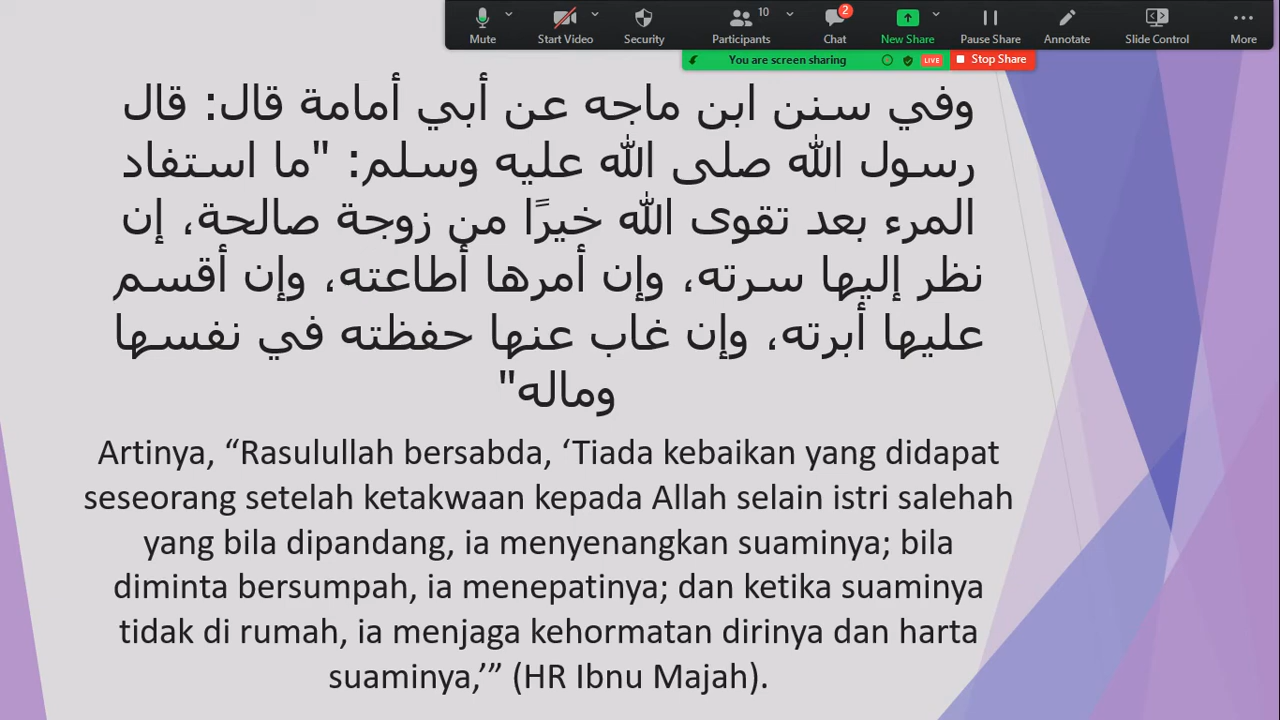 Mute
Start Video
Security
10
Participants
2
Chat
New Share
Pause Share
Annotate
Slide Control
More
You are screen sharing
LIVE
Stop Share
وفي سنن ابن ماجه عن أبي أمامة قال: قال
رسول الله صلى الله عليه وسلم: "ما استفاد
المرء بعد تقوى الله خيرًا من زوجة صالحة، إن
نظر إليها سرته، وإن أمرها أطاعته، وإن أقسم
عليها أبرته، وإن غاب عنها حفظته في نفسها
وماله"
Artinya, “Rasulullah bersabda, ‘Tiada kebaikan yang didapat
seseorang setelah ketakwaan kepada Allah selain istri salehah
yang bila dipandang, ia menyenangkan suaminya; bila
diminta bersumpah, ia menepatinya; dan ketika suaminya
tidak di rumah, ia menjaga kehormatan dirinya dan harta
suaminya,’” (HR Ibnu Majah).